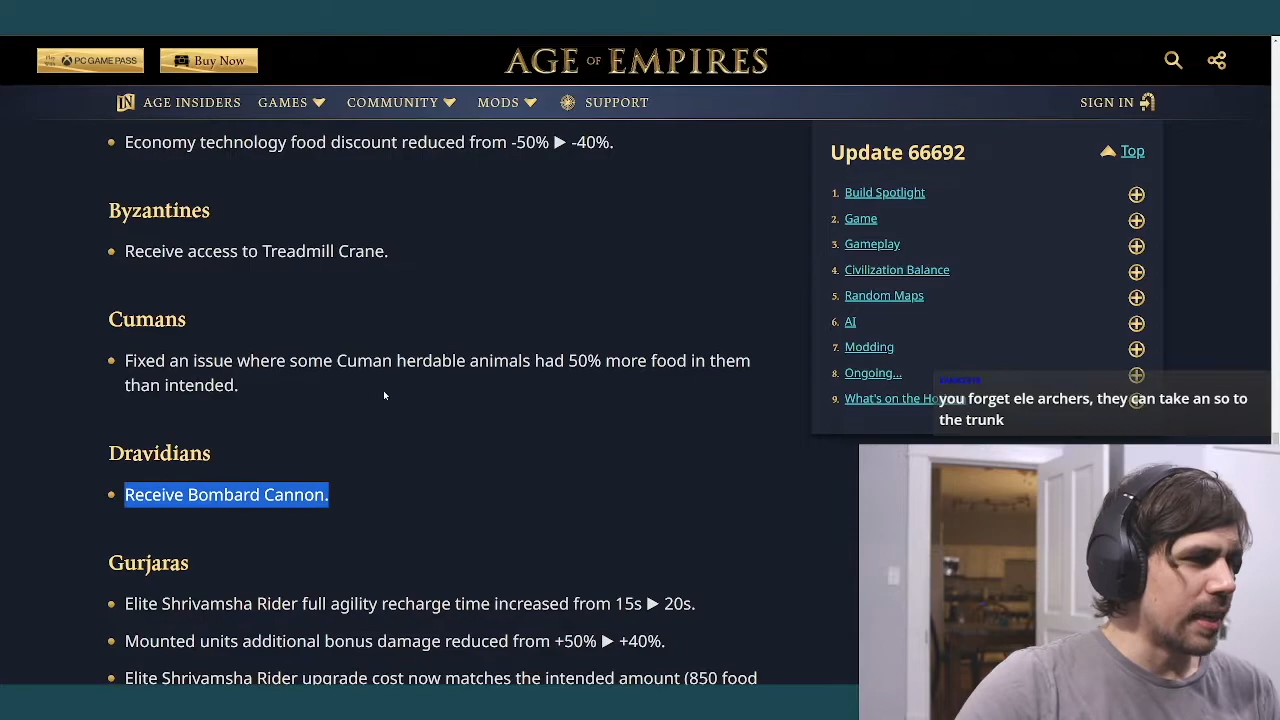 PC GAME PASS
Buy Now
AGE OF EMPIRES
AGE INSIDERS
GAMES
COMMUNITY
MODS
SUPPORT
SIGN IN
Economy technology food discount reduced from -50% ▶ -40%.
Byzantines
Receive access to Treadmill Crane.
Cumans
Fixed an issue where some Cuman herdable animals had 50% more food in them
than intended.
Dravidians
Receive Bombard Cannon.
Gurjaras
Elite Shrivamsha Rider full agility recharge time increased from 15s ▶ 20s.
Mounted units additional bonus damage reduced from +50% ▶ +40%.
Elite Shrivamsha Rider upgrade cost now matches the intended amount (850 food
Update 66692
Top
1. Build Spotlight
2. Game
3. Gameplay
4. Civilization Balance
5. Random Maps
6. AI
7. Modding
8. Ongoing...
9. What's on the Ho
you forget ele archers, they can take an so to
the trunk